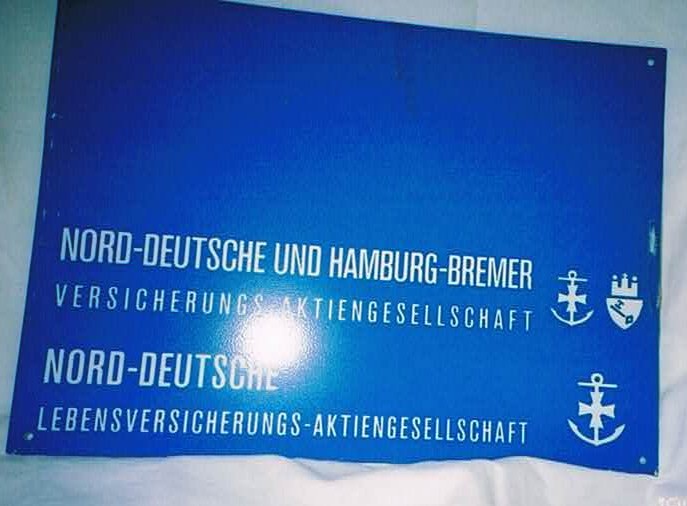 NORD-DEUTSCHE UND HAMBURG-BREMER
VERSICHERUNGS-AKTIENGESELLSCHAFT
NORD-DEUTSCHE
LEBENSVERSICHERUNGS-AKTIENGESELLSCHAFT